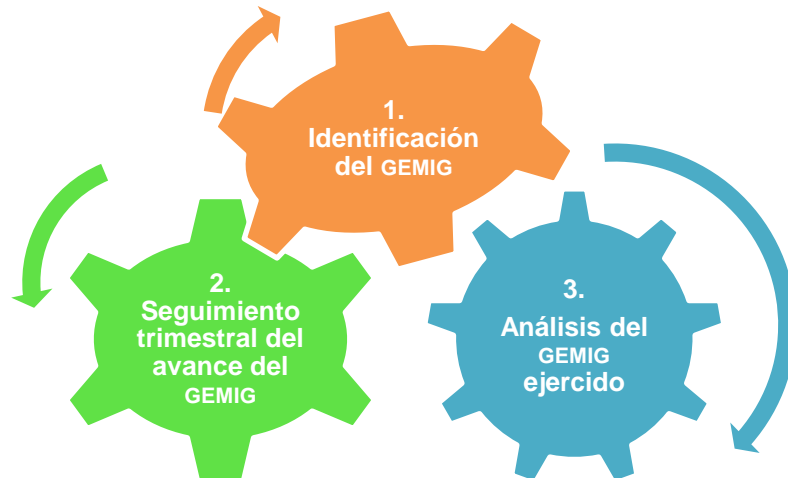 1.
Identificación
del GEMIG
2.
Seguimiento
trimestral del
avance del
GEMIG
3.
Análisis del
GEMIG
ejercido